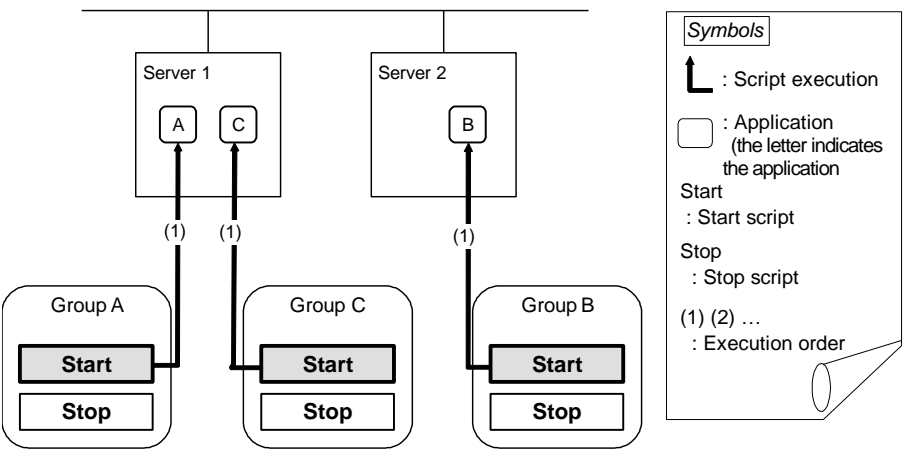 Server 1
A
C
(1)
(1)
Server 2
B
(1)
Group A
Start
Stop
Group C
Start
Stop
Group B
Start
Stop
Symbols
: Script execution
: Application
(the letter indicates
the application
Start
: Start script
Stop
: Stop script
(1) (2) …
: Execution order